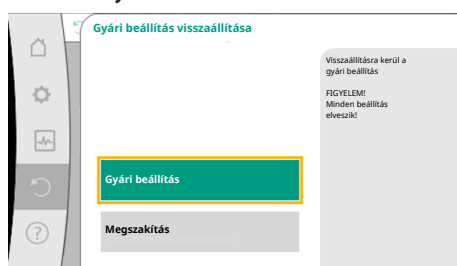 Gyári beállítás visszaállítása
Visszaállításra kerül a
gyári beállítás
FIGYELEM!
Minden beállítás
elveszik!
Gyári beállítás
Megszakítás
?